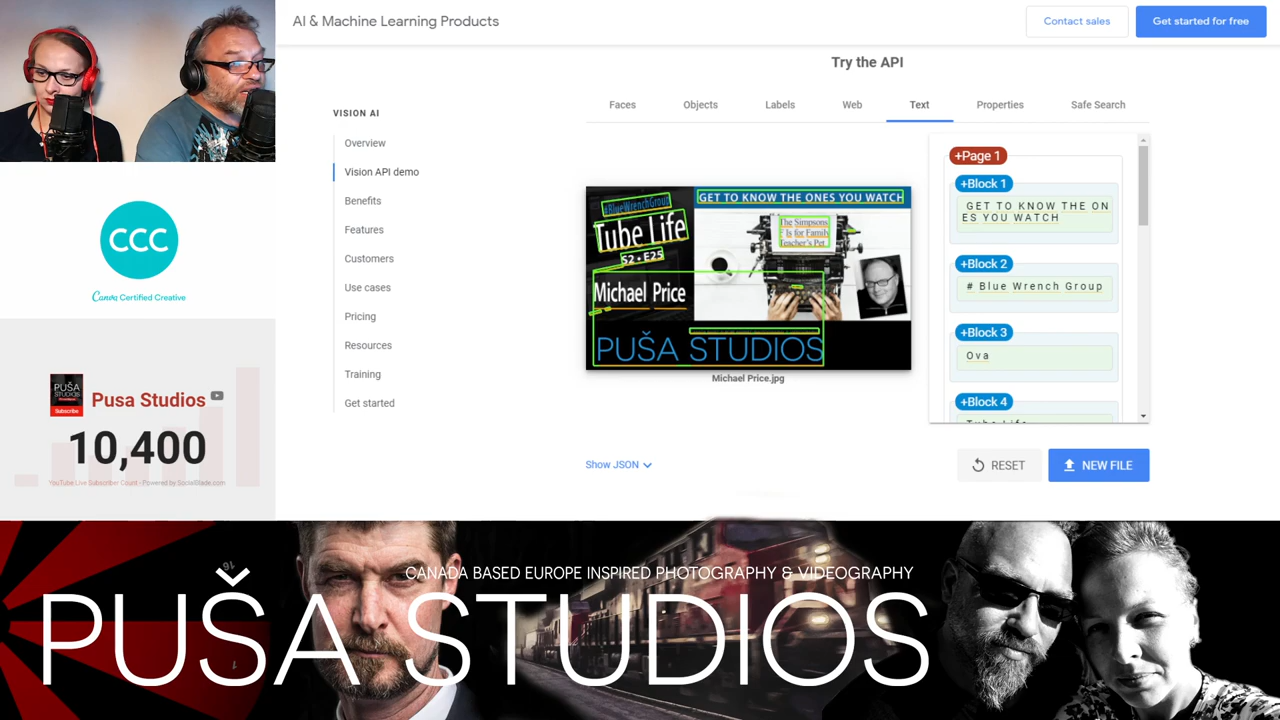 AI & Machine Learning Products
Contact sales
Get started for free
Try the API
VISION AI
Overview
Vision API demo
Benefits
Features
Customers
Use cases
Pricing
Resources
Training
Get started
Faces
Objects
Labels
Web
Text
Properties
Safe Search
#BlueWrenchGroup
Tube Life
S2 • E25
Michael Price
GET TO KNOW THE ONES YOU WATCH
The Simpsons
Is for Family
Teacher's Pet
PUŠA STUDIOS
Michael Price.jpg
+Page 1
+Block 1
GET TO KNOW THE ON
ES YOU WATCH
+Block 2
# Blue Wrench Group
+Block 3
Ova
+Block 4
Tube Life
Show JSON
RESET
NEW FILE
CCC
Canva Certified Creative
PUŠA
STUDIOS
Subscribe
Pusa Studios
10,400
YouTube Live Subscriber Count - Powered by SocialBlade.com
16
1
CANADA BASED EUROPE INSPIRED PHOTOGRAPHY & VIDEOGRAPHY
PUŠA STUDIOS